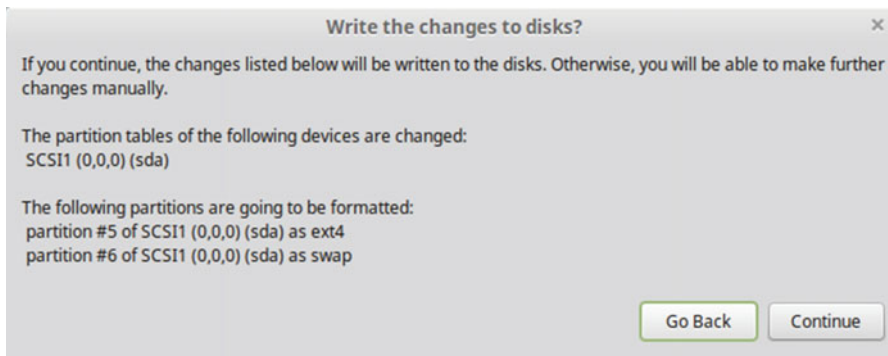 Write the changes to disks?
If you continue, the changes listed below will be written to the disks. Otherwise, you will be able to make further
changes manually.
The partition tables of the following devices are changed:
SCSI1 (0,0,0) (sda)
The following partitions are going to be formatted:
partition #5 of SCSI1 (0,0,0) (sda) as ext4
partition #6 of SCSI1 (0,0,0) (sda) as swap
Go Back Continue